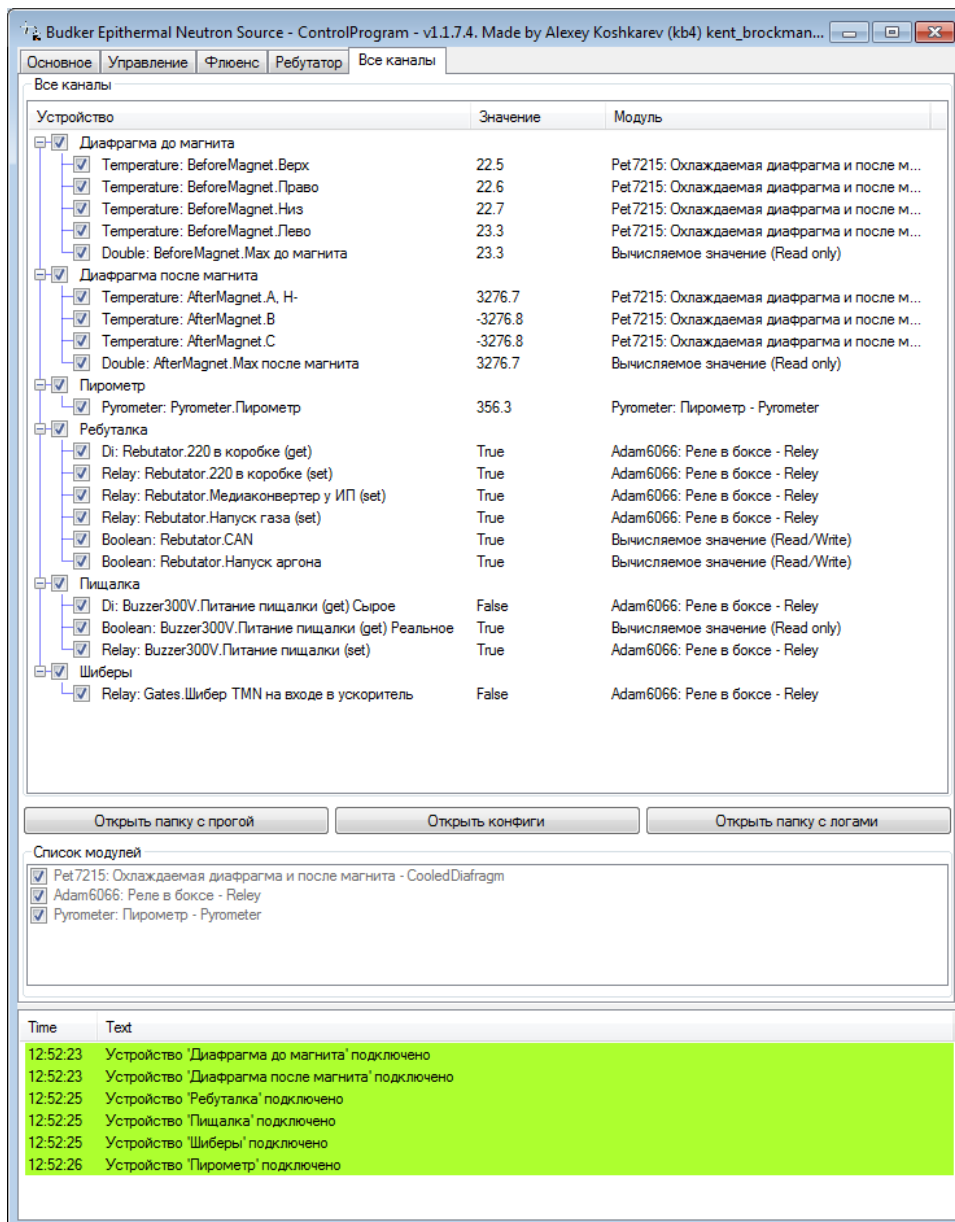 Budker Epithermal Neutron Source - ControlProgram - v1.1.7.4. Made by Alexey Koshkarev (kb4) kent_brockman...
Основное Управление Флюенс Ребутатор Все каналы
Все каналы
Устройство Значение Модуль
Диафрагма до магнита
Temperature: BeforeMagnet.Верх 22.5 Pet7215: Охлаждаемая диафрагма и после м...
Temperature: BeforeMagnet.Право 22.6 Pet7215: Охлаждаемая диафрагма и после м...
Temperature: BeforeMagnet.Низ 22.7 Pet7215: Охлаждаемая диафрагма и после м...
Temperature: BeforeMagnet.Лево 23.3 Pet7215: Охлаждаемая диафрагма и после м...
Double: BeforeMagnet.Max до магнита 23.3 Вычисляемое значение (Read only)
Диафрагма после магнита
Temperature: AfterMagnet.A, H- 3276.7 Pet7215: Охлаждаемая диафрагма и после м...
Temperature: AfterMagnet.B -3276.8 Pet7215: Охлаждаемая диафрагма и после м...
Temperature: AfterMagnet.C -3276.8 Pet7215: Охлаждаемая диафрагма и после м...
Double: AfterMagnet.Max после магнита 3276.7 Вычисляемое значение (Read only)
Пирометр
Pyrometer: Pyrometer.Пирометр 356.3 Pyrometer: Пирометр - Pyrometer
Ребуталка
Di: Rebutator.220 в коробке (get) True Adam6066: Реле в боксе - Reley
Relay: Rebutator.220 в коробке (set) True Adam6066: Реле в боксе - Reley
Relay: Rebutator.Медиаконвертер у ИП (set) True Adam6066: Реле в боксе - Reley
Relay: Rebutator.Напуск газа (set) True Adam6066: Реле в боксе - Reley
Boolean: Rebutator.CAN True Вычисляемое значение (Read/Write)
Boolean: Rebutator.Напуск аргона True Вычисляемое значение (Read/Write)
Пищалка
Di: Buzzer300V.Питание пищалки (get) Сырое False Adam6066: Реле в боксе - Reley
Boolean: Buzzer300V.Питание пищалки (get) Реальное True Вычисляемое значение (Read only)
Relay: Buzzer300V.Питание пищалки (set) True Adam6066: Реле в боксе - Reley
Шиберы
Relay: Gates.Шибер TMN на входе в ускоритель False Adam6066: Реле в боксе - Reley
Открыть папку с прогой Открыть конфиги Открыть папку с логами
Список модулей
Pet7215: Охлаждаемая диафрагма и после магнита - CooledDiafragm
Adam6066: Реле в боксе - Reley
Pyrometer: Пирометр - Pyrometer
Time Text
12:52:23 Устройство 'Диафрагма до магнита' подключено
12:52:23 Устройство 'Диафрагма после магнита' подключено
12:52:25 Устройство 'Ребуталка' подключено
12:52:25 Устройство 'Пищалка' подключено
12:52:25 Устройство 'Шиберы' подключено
12:52:26 Устройство 'Пирометр' подключено